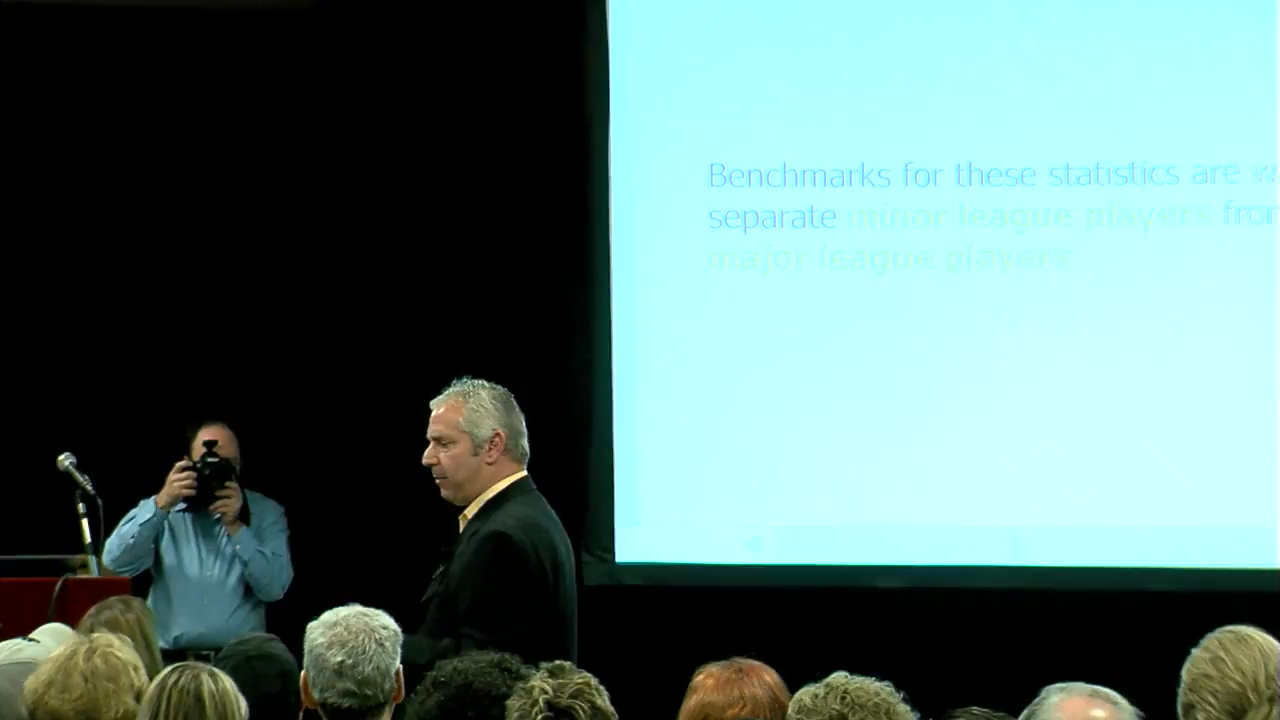 Benchmarks for these statistics are
separate minor league players from
major league players